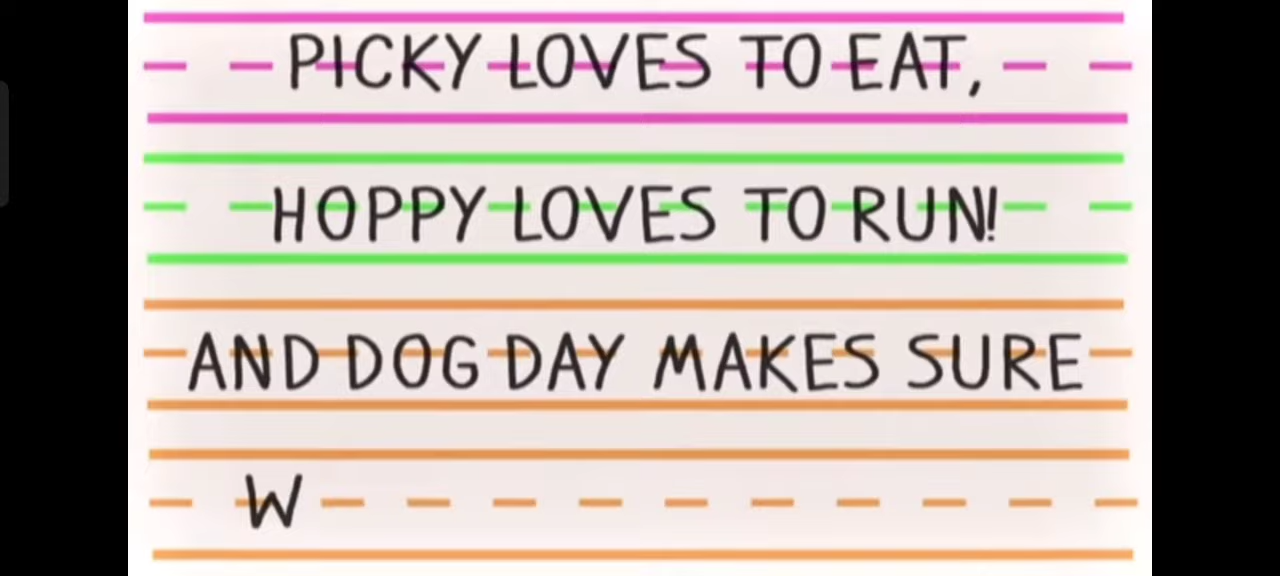 PICKY LOVES TO EAT,
HOPPY LOVES TO RUN!
AND DOG DAY MAKES SURE
W